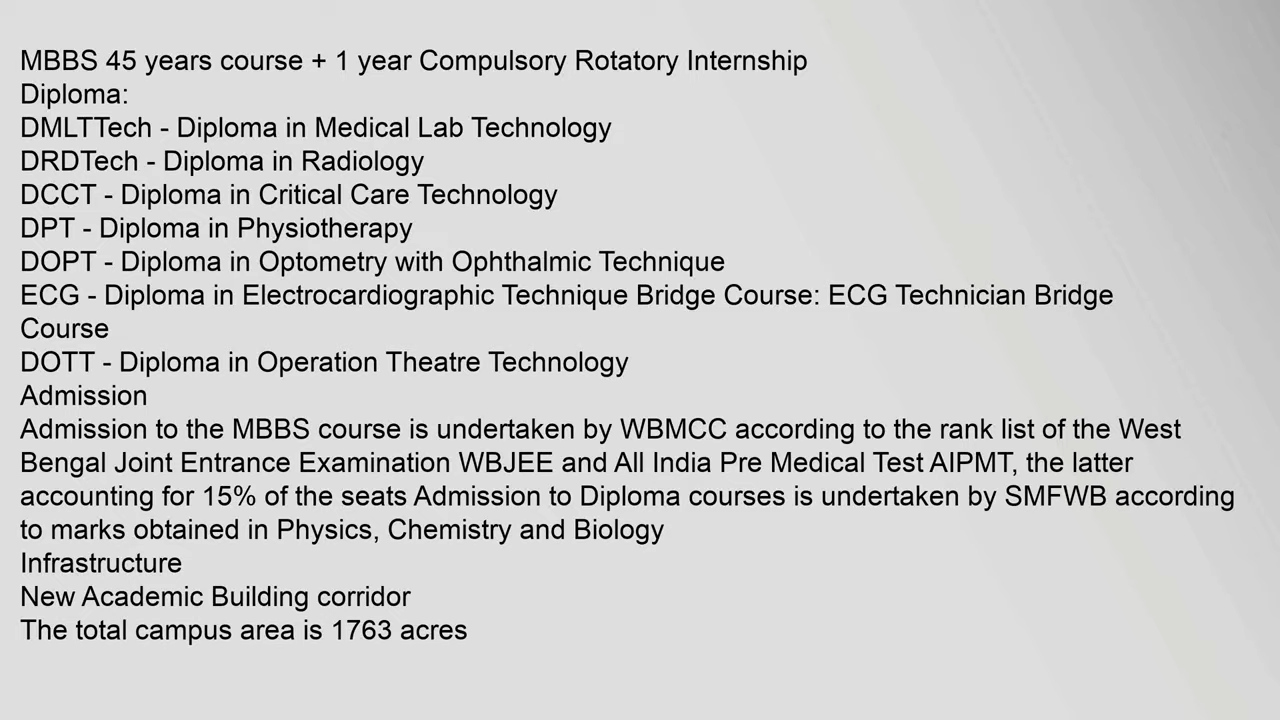 MBBS 45 years course + 1 year Compulsory Rotatory Internship
Diploma:
DMLTTech - Diploma in Medical Lab Technology
DRDTech - Diploma in Radiology
DCCT - Diploma in Critical Care Technology
DPT - Diploma in Physiotherapy
DOPT - Diploma in Optometry with Ophthalmic Technique
ECG - Diploma in Electrocardiographic Technique Bridge Course: ECG Technician Bridge
Course
DOTT - Diploma in Operation Theatre Technology
Admission
Admission to the MBBS course is undertaken by WBMCC according to the rank list of the West
Bengal Joint Entrance Examination WBJEE and All India Pre Medical Test AIPMT, the latter
accounting for 15% of the seats Admission to Diploma courses is undertaken by SMFWB according
to marks obtained in Physics, Chemistry and Biology
Infrastructure
New Academic Building corridor
The total campus area is 1763 acres